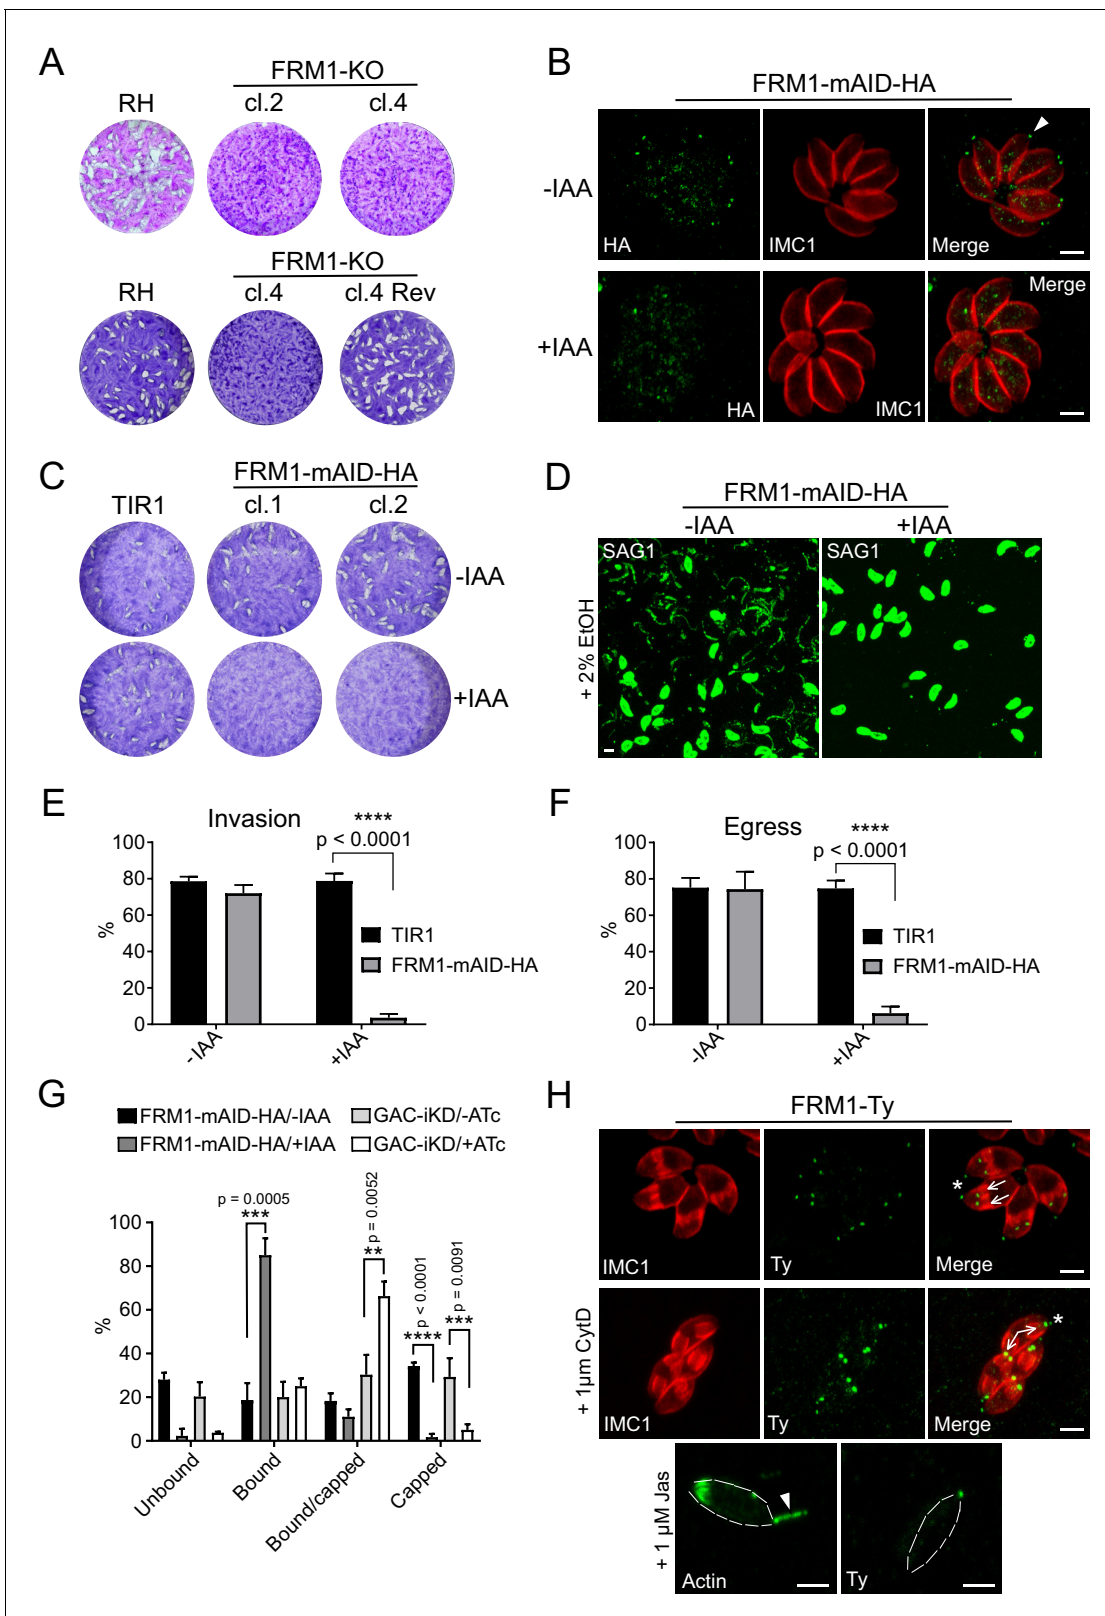 A
FRM1-KO
RH
cl.2
cl.4
FRM1-KO
RH
cl.4
cl.4 Rev
B
FRM1-mAID-HA
-IAA
HA
IMC1
Merge
+IAA
HA
IMC1
Merge
C
FRM1-mAID-HA
TIR1
cl.1
cl.2
-IAA
+IAA
D
FRM1-mAID-HA
-IAA
+IAA
+ 2% EtOH
SAG1
SAG1
E
Invasion
****
p < 0.0001
%
100
80
60
40
20
0
TIR1
FRM1-mAID-HA
-IAA
+IAA
F
Egress
****
p < 0.0001
%
100
80
60
40
20
0
TIR1
FRM1-mAID-HA
-IAA
+IAA
G
FRM1-mAID-HA/-IAA
GAC-iKD/-ATc
FRM1-mAID-HA/+IAA
GAC-iKD/+ATc
p = 0.0005
***
p = 0.0052
**
p < 0.0001
****
p = 0.0091
***
%
100
80
60
40
20
0
Unbound
Bound
Bound/capped
Capped
H
FRM1-Ty
IMC1
Ty
*
Merge
+ 1µm CytD
IMC1
Ty
*
Merge
+ 1 µM Jas
Actin
Ty